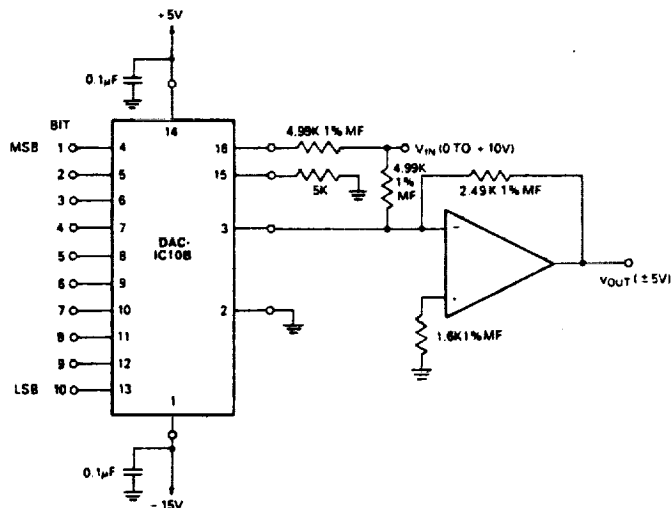 +5V
0.1µF
BIT
14
MSB 1 4
2 5
3 6
4 7
5 8
6 9
7 10
8 11
9 12
LSB 10 13
DAC-
IC10B
16
15
3
2
1
4.99K 1% MF
VIN (0 TO +10V)
5K
4.99K
1%
MF
2.49K 1% MF
−
+
VOUT (±5V)
1.6K 1% MF
0.1µF
−15V